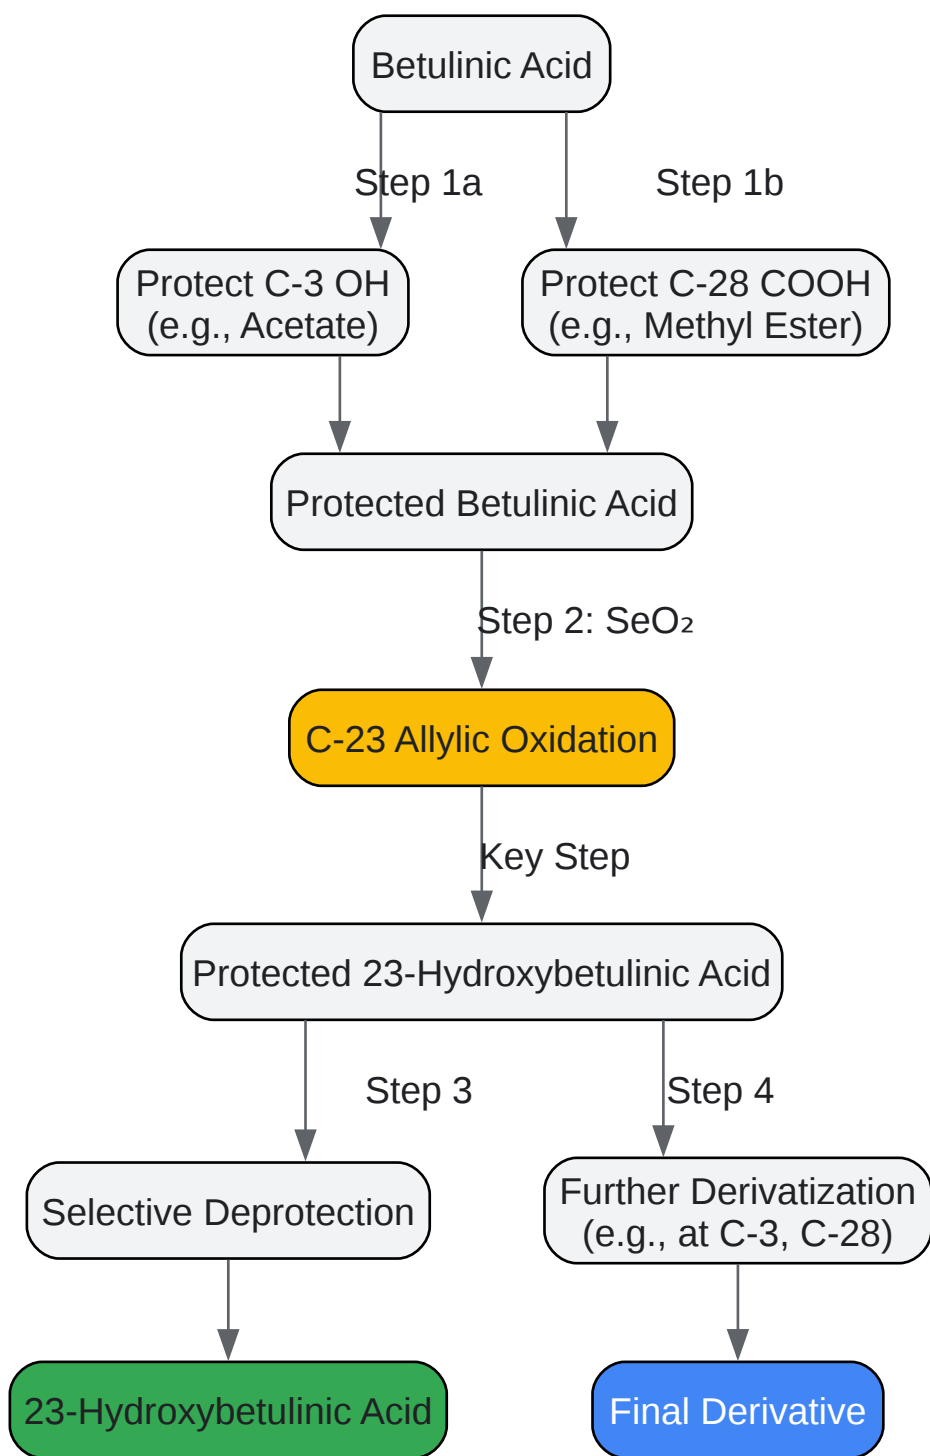 Betulinic Acid
Step 1a
Step 1b
Protect C-3 OH
(e.g., Acetate)
Protect C-28 COOH
(e.g., Methyl Ester)
Protected Betulinic Acid
Step 2: SeO₂
C-23 Allylic Oxidation
Key Step
Protected 23-Hydroxybetulinic Acid
Step 3
Step 4
Selective Deprotection
Further Derivatization
(e.g., at C-3, C-28)
23-Hydroxybetulinic Acid
Final Derivative